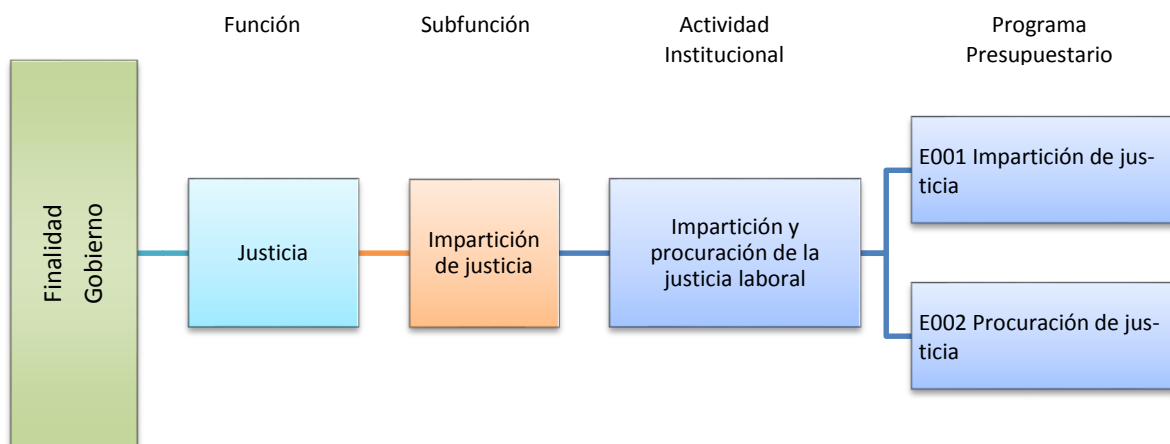 Función
Subfunción
Actividad
Institucional
Programa
Presupuestario
Finalidad
Gobierno
Justicia
Impartición
de justicia
Impartición y
procuración de la
justicia laboral
E001 Impartición de jus-
ticia
E002 Procuración de jus-
ticia